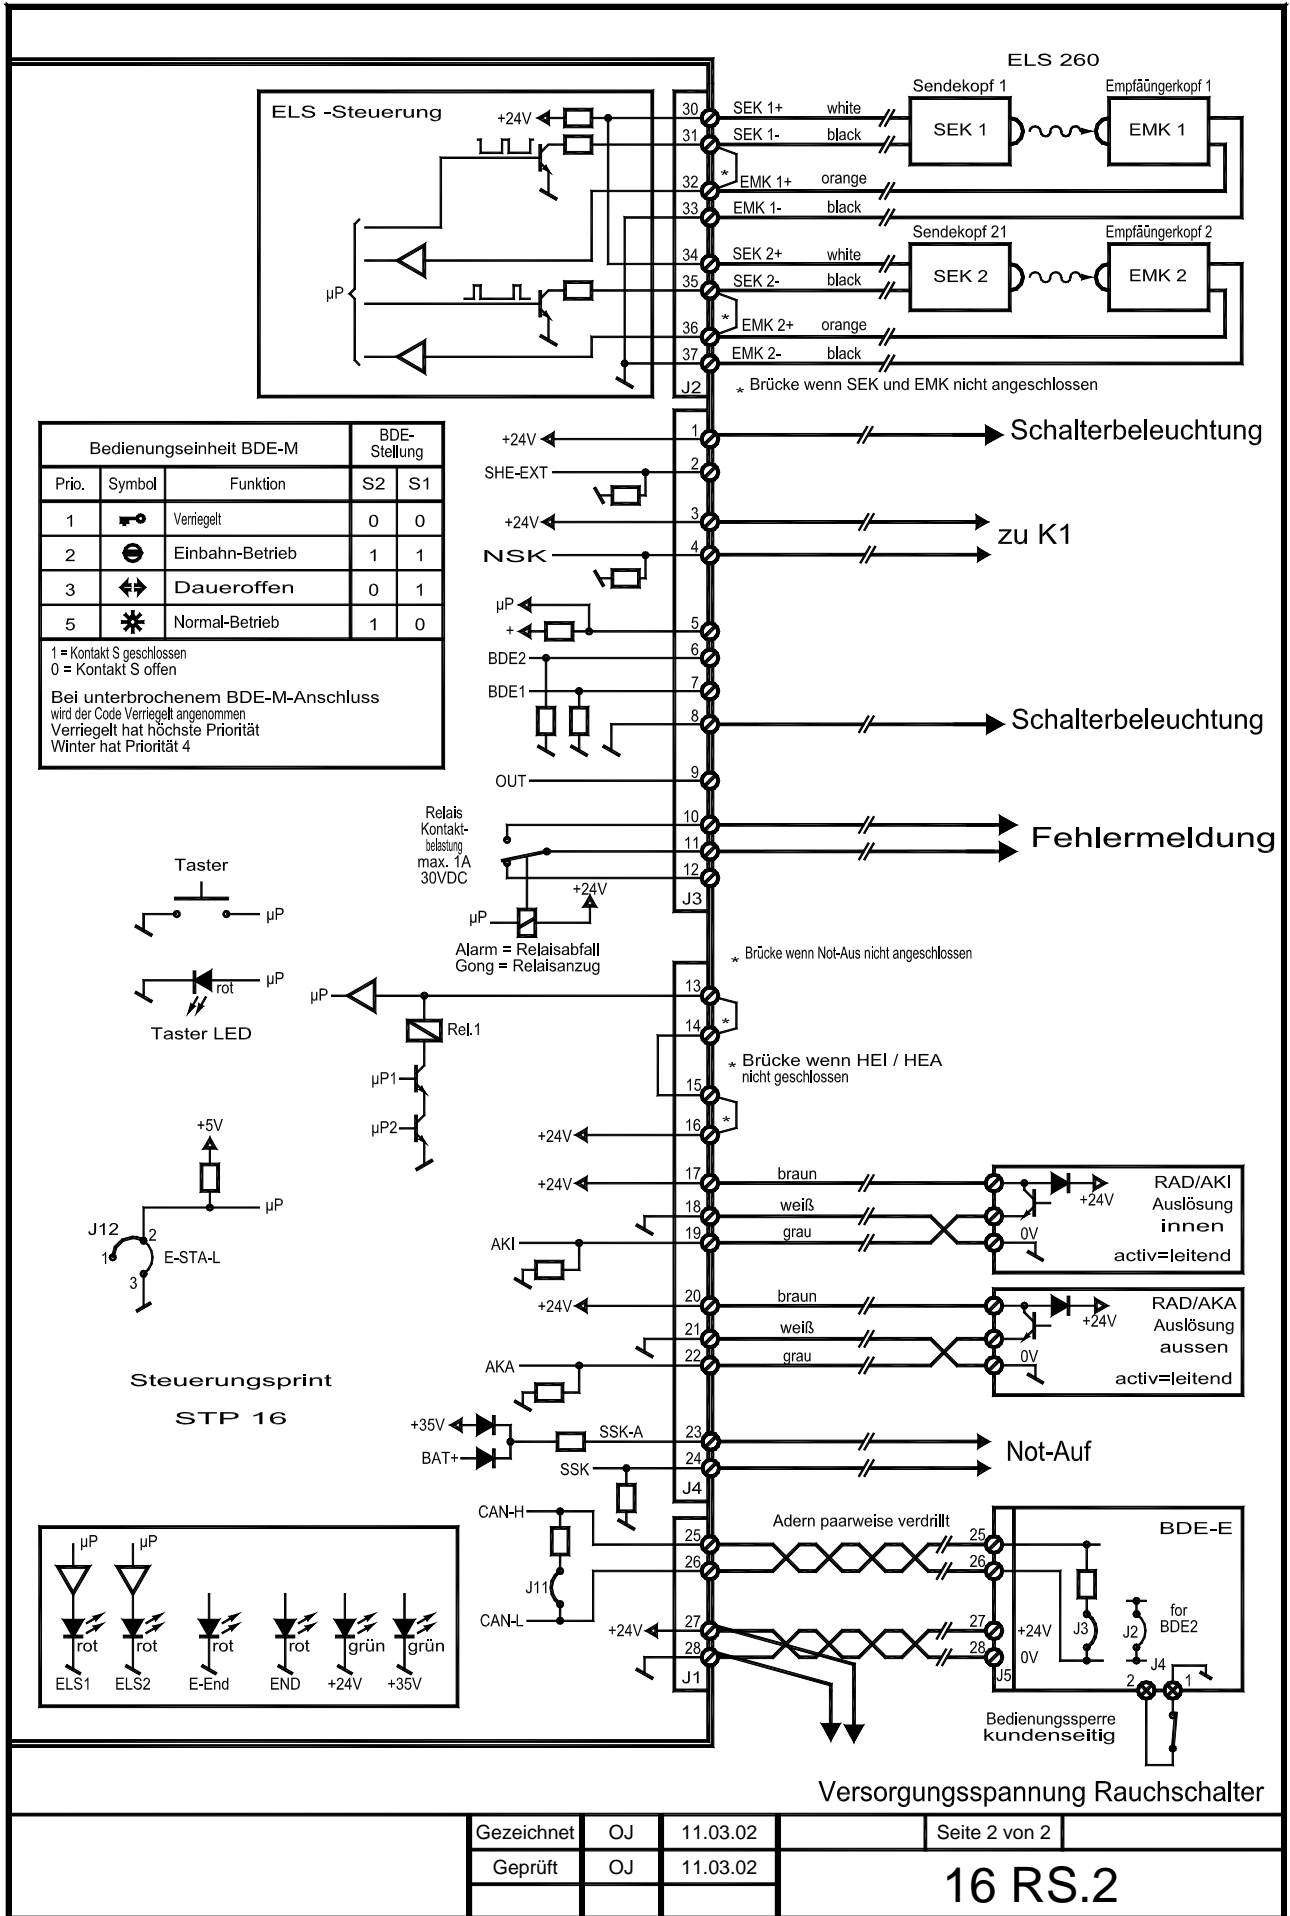 ELS 260
ELS -Steuerung
+24V
µP
30
31
32
33
34
35
36
37
J2
SEK 1+ white
SEK 1- black
*
EMK 1+ orange
EMK 1- black
SEK 2+ white
SEK 2- black
*
EMK 2+ orange
EMK 2- black
Sendekopf 1
SEK 1
Empfäüngerkopf 1
EMK 1
Sendekopf 21
SEK 2
Empfäüngerkopf 2
EMK 2
* Brücke wenn SEK und EMK nicht angeschlossen
Bedienungseinheit BDE-M
BDE-
Stellung
Prio. Symbol Funktion S2 S1
1 Verriegelt 0 0
2 Einbahn-Betrieb 1 1
3 Daueroffen 0 1
5 Normal-Betrieb 1 0
1 = Kontakt S geschlossen
0 = Kontakt S offen
Bei unterbrochenem BDE-M-Anschluss
wird der Code Verriegelt angenommen
Verriegelt hat höchste Priorität
Winter hat Priorität 4
+24V 1 Schalterbeleuchtung
SHE-EXT 2
+24V 3
zu K1
NSK 4
µP
+ 5
BDE2 6
BDE1 7
8 Schalterbeleuchtung
OUT 9
Relais
Kontakt-
belastung
max. 1A
30VDC
10
11
12
J3
Fehlermeldung
+24V
µP
Alarm = Relaisabfall
Gong = Relaisanzug
Taster
µP
rot
µP
Taster LED
* Brücke wenn Not-Aus nicht angeschlossen
µP
13
*
14
Rel.1
* Brücke wenn HEI / HEA
nicht geschlossen
µP1
15
*
µP2
+24V 16
+5V
µP
J12
1
2
3
E-STA-L
+24V 17 braun
18 weiß
AKI 19 grau
RAD/AKI
Auslösung
innen
activ=leitend
+24V
0V
+24V 20 braun
21 weiß
AKA 22 grau
RAD/AKA
Auslösung
aussen
activ=leitend
+24V
0V
Steuerungsprint
STP 16
+35V
BAT+
SSK-A 23
SSK 24
J4
Not-Auf
CAN-H
J11
CAN-L
25
26
+24V 27
28
J1
Adern paarweise verdrillt
25
26
27
28
J5
+24V
0V
BDE-E
J3
J2
for
BDE2
J4
2
1
Bedienungssperre
kundenseitig
µP
µP
rot
rot
rot
rot
grün
grün
ELS1 ELS2 E-End END +24V +35V
Versorgungsspannung Rauchschalter
Gezeichnet OJ 11.03.02 Seite 2 von 2
Geprüft OJ 11.03.02
16 RS.2